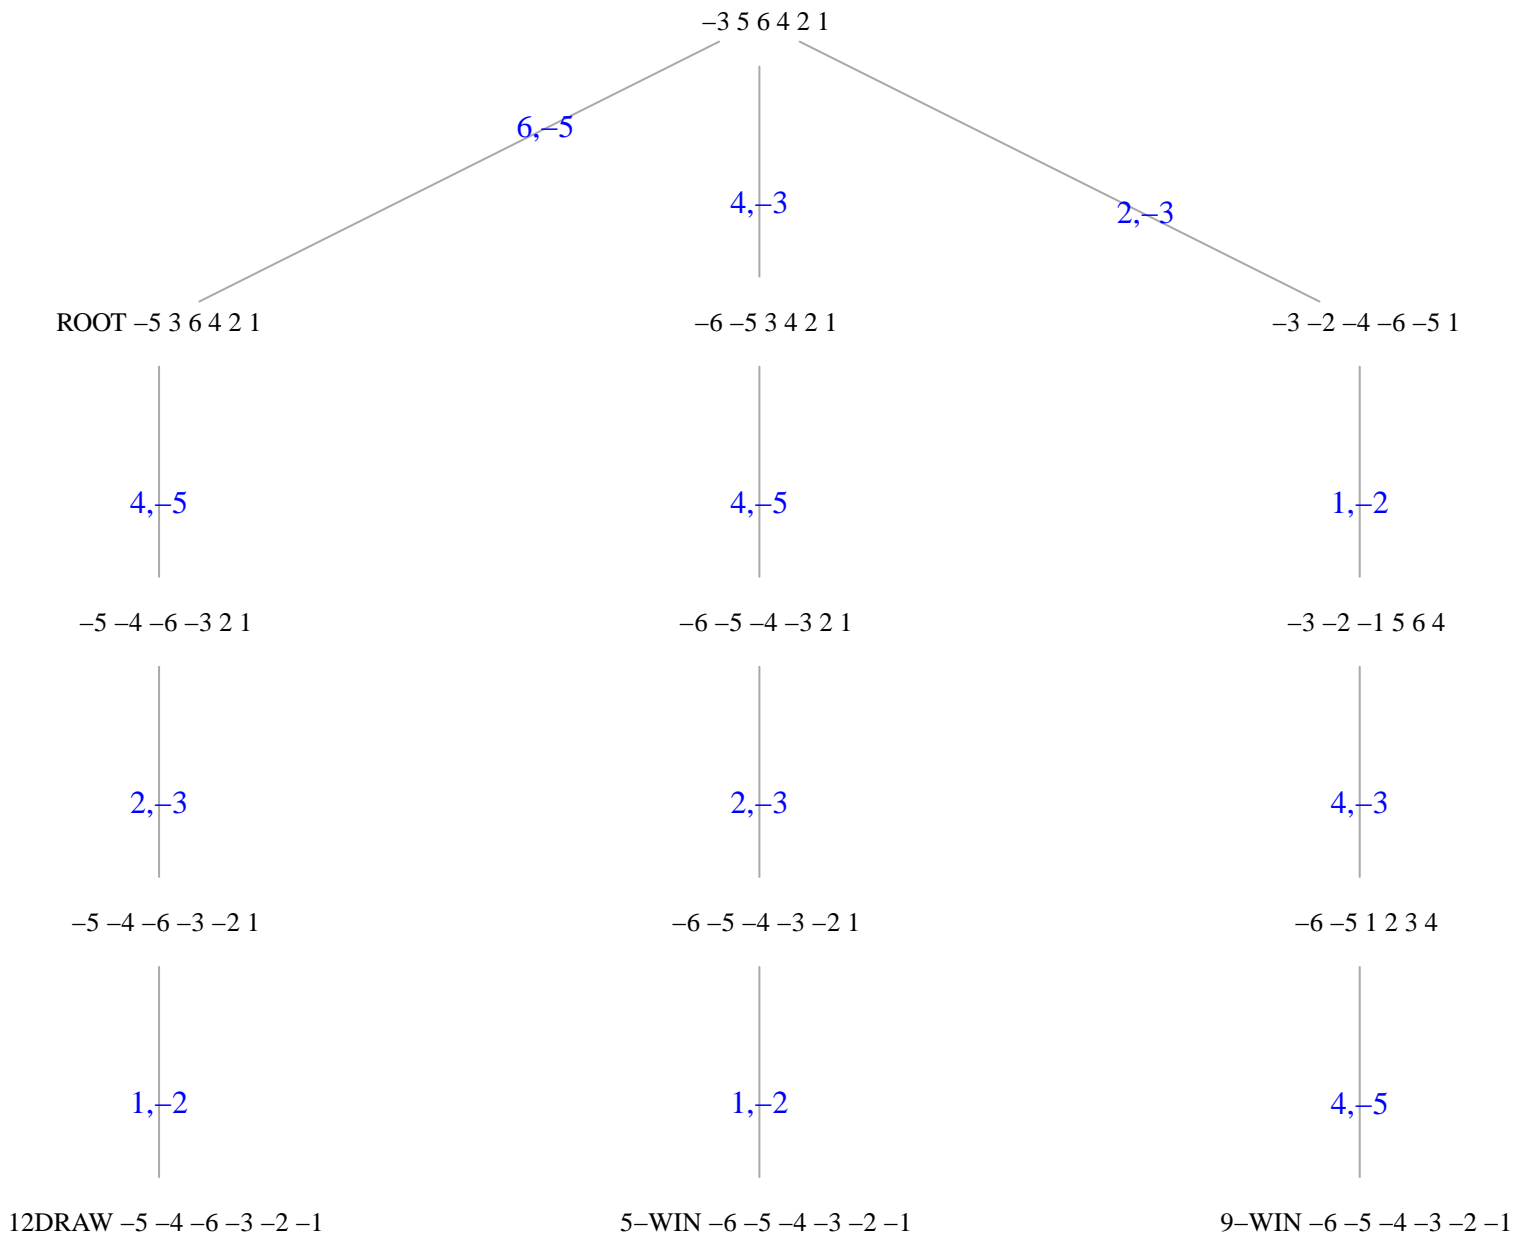 –3 5 6 4 2 1
6,–5
4,–3
2,–3
ROOT –5 3 6 4 2 1
–6 –5 3 4 2 1
–3 –2 –4 –6 –5 1
4,–5
4,–5
1,–2
–5 –4 –6 –3 2 1
–6 –5 –4 –3 2 1
–3 –2 –1 5 6 4
2,–3
2,–3
4,–3
–5 –4 –6 –3 –2 1
–6 –5 –4 –3 –2 1
–6 –5 1 2 3 4
1,–2
1,–2
4,–5
12DRAW –5 –4 –6 –3 –2 –1
5–WIN –6 –5 –4 –3 –2 –1
9–WIN –6 –5 –4 –3 –2 –1